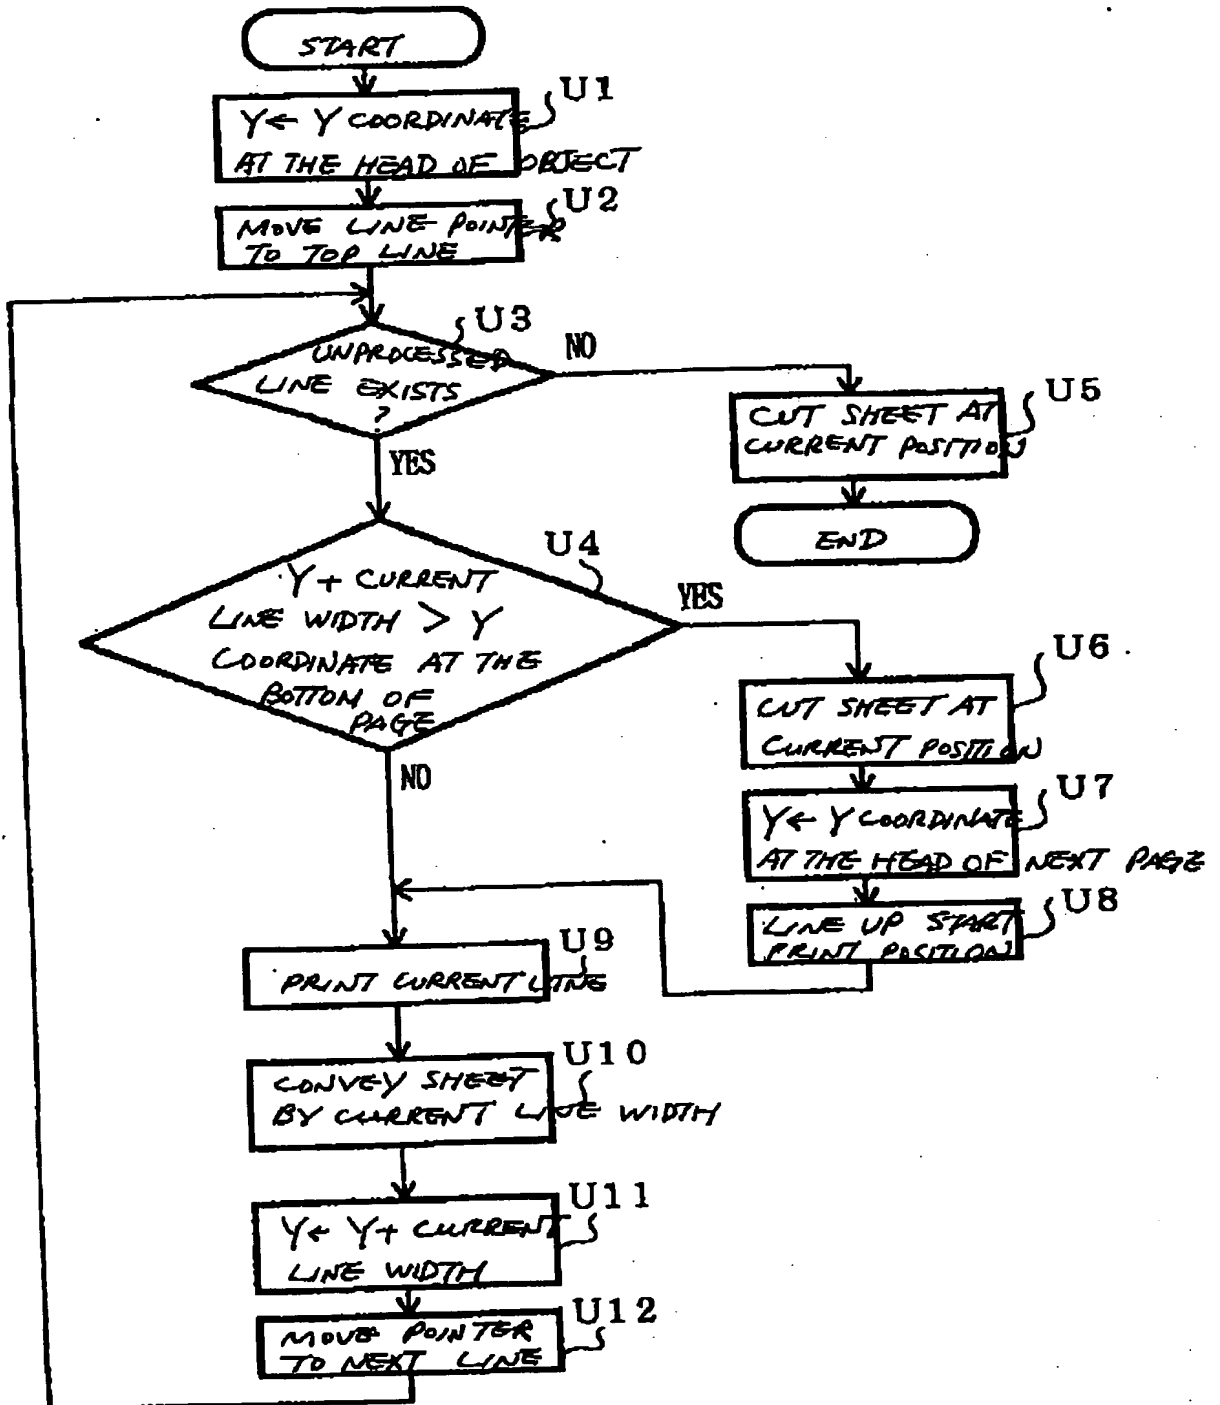 START
U1
Y← Y COORDINATE
AT THE HEAD OF OBJECT
U2
MOVE LINE POINTER
TO TOP LINE
U3
UNPROCESSED
LINE EXISTS
?
NO
YES
U5
CUT SHEET AT
CURRENT POSITION
END
U4
Y+ CURRENT
LINE WIDTH > Y
COORDINATE AT THE
BOTTOM OF
PAGE
YES
NO
U6
CUT SHEET AT
CURRENT POSITION
U7
Y← Y COORDINATE
AT THE HEAD OF NEXT PAGE
U8
LINE UP START
PRINT POSITION
U9
PRINT CURRENT LINE
U10
CONVEY SHEET
BY CURRENT LINE WIDTH
U11
Y← Y+ CURRENT
LINE WIDTH
U12
MOVE POINTER
TO NEXT LINE